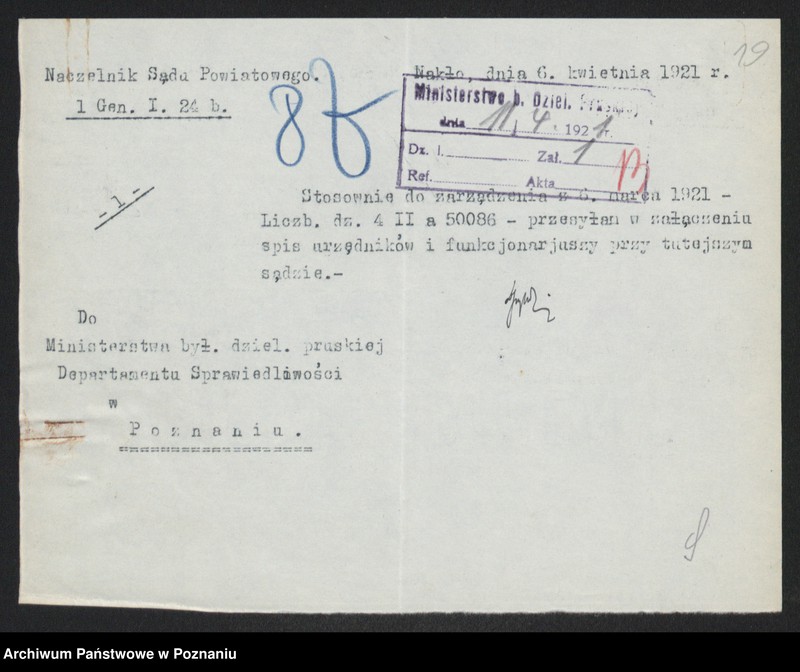 19
Naczelnik Sądu Powiatowego.
Nakło, dnia 6. kwietnia 1921 r.
1 Gen. I. 24 b.
Ministerstwo b. Dziel. Pruskiej
dnia 11/4 1921 r.
Dz. l. Zał. 1
Ref. Akta
- 1 -
Stosownie do zarządzenia z 6. marca 1921 -
Liczb. dz. 4 II a 50086 - przesyłam w załączeniu
spis urzędników i funkcjonarjuszy przy tutejszym
sądzie.-
Do
Ministerstwa był. dziel. pruskiej
Departamentu Sprawiedliwości
w
Poznaniu.
Archiwum Państwowe w Poznaniu